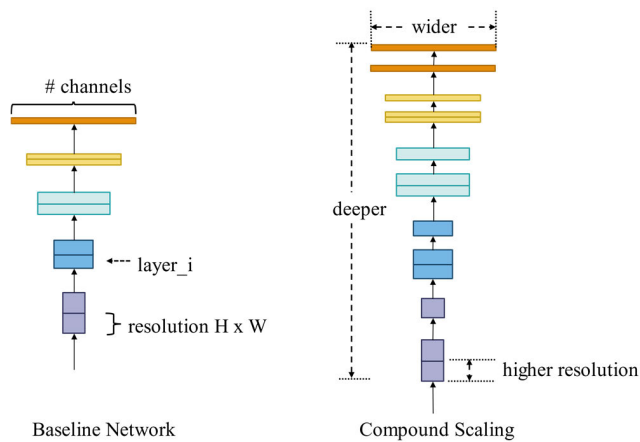 # channels
layer_i
resolution H x W
Baseline Network
wider
deeper
higher resolution
Compound Scaling